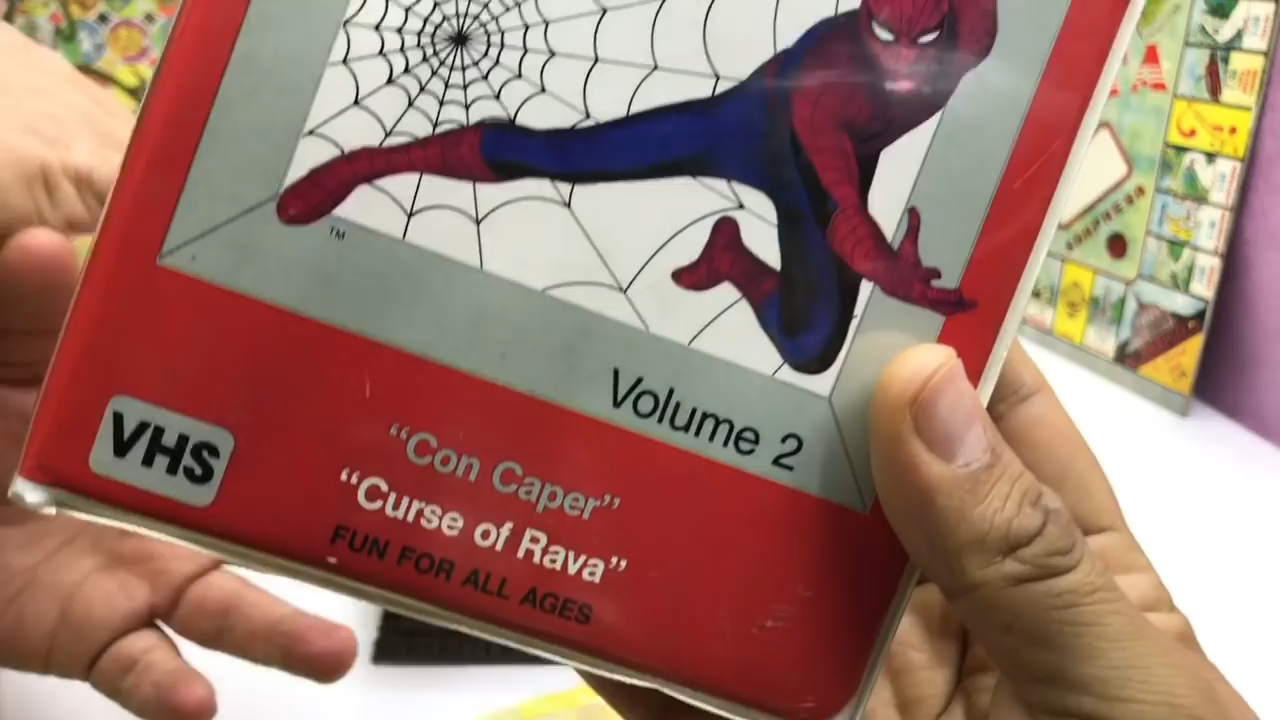 TM
Volume 2
VHS
“Con Caper”
“Curse of Rava”
FUN FOR ALL AGES